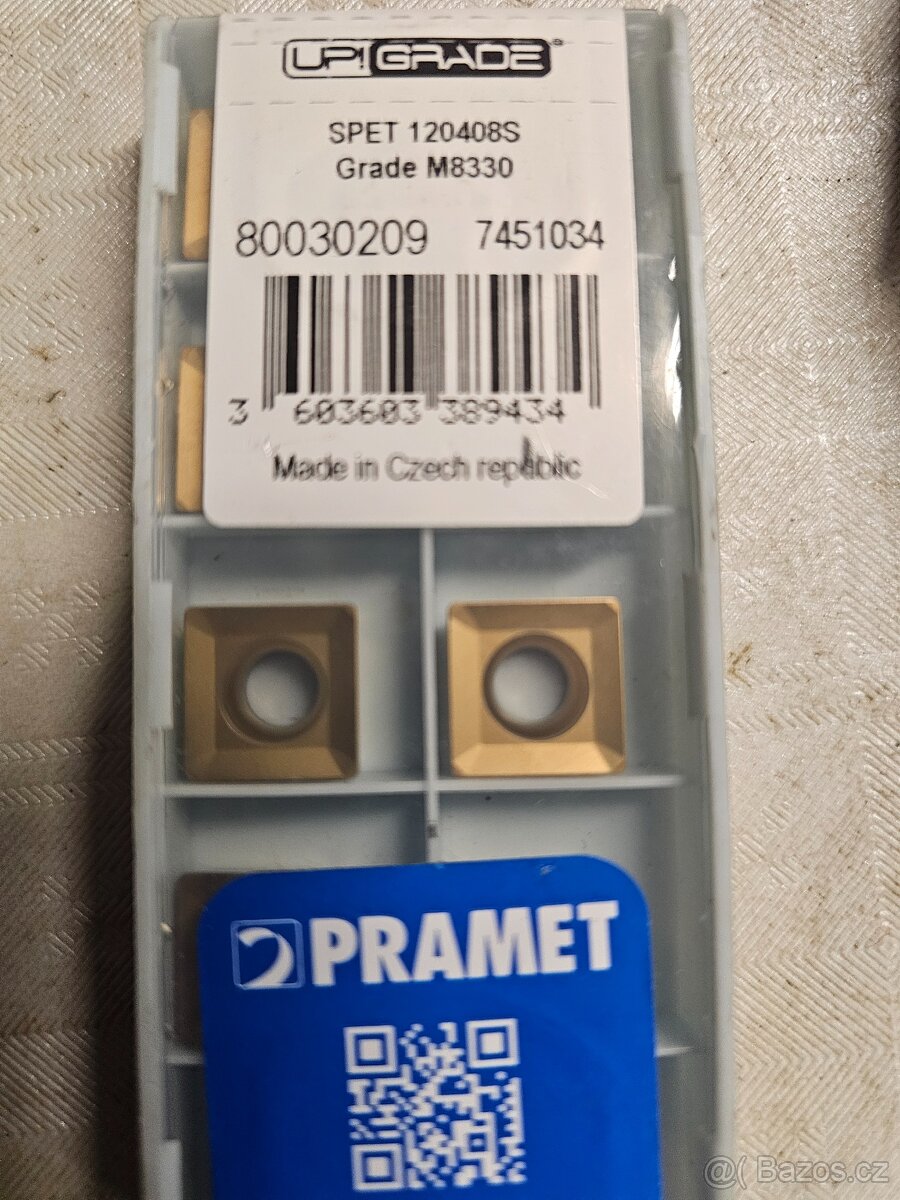 UP! GRADE®
SPET 120408S
Grade M8330
80030209 7451034
3 603603 389434
Made in Czech republic
PRAMET
@( Bazos.cz